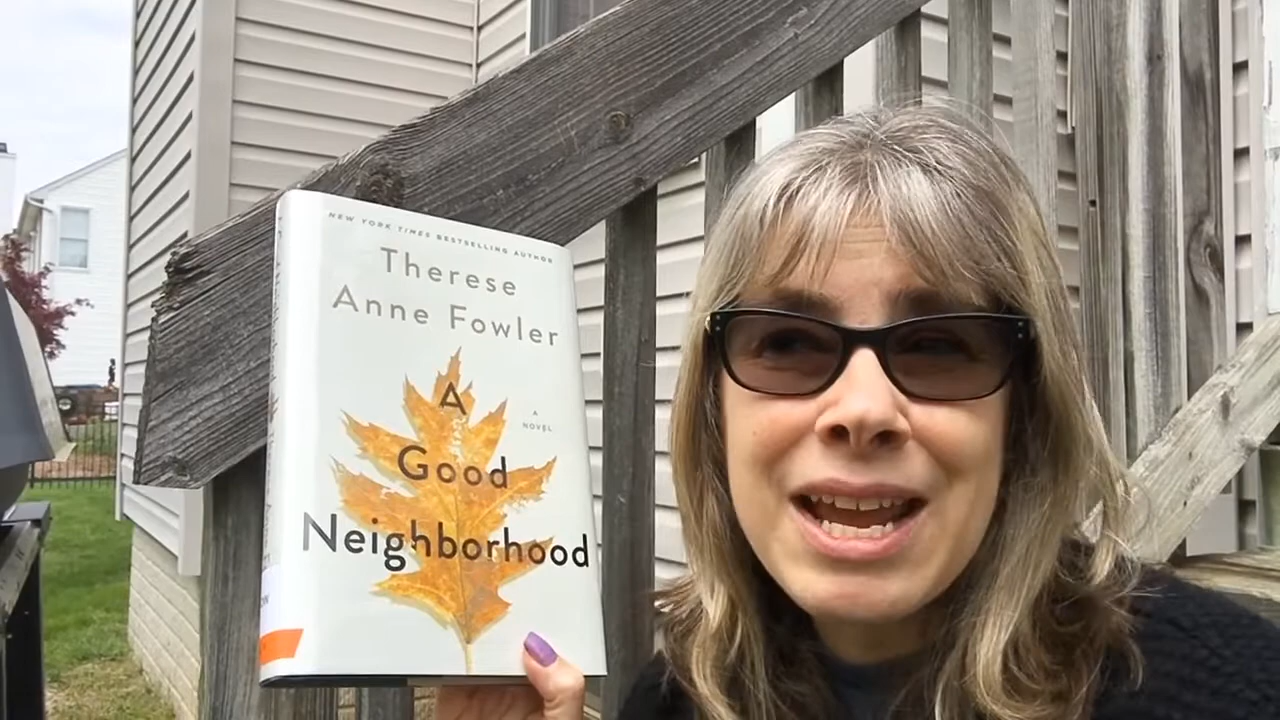 NEW YORK TIMES BESTSELLING AUTHOR
Therese
Anne Fowler
A
A
NOVEL
Good
Neighborhood